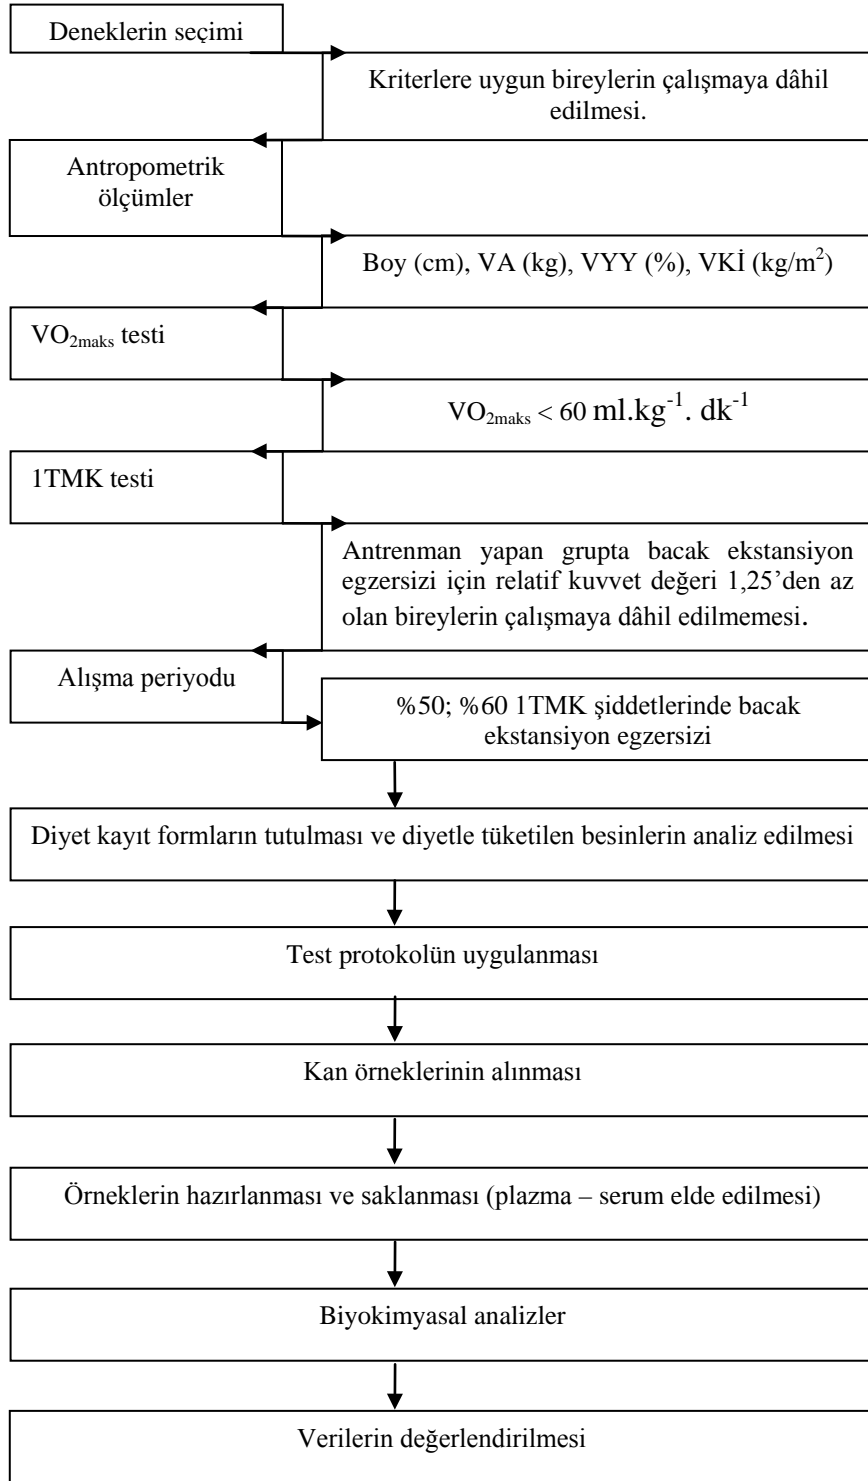 Deneklerin seçimi
Kriterlere uygun bireylerin çalışmaya dâhil
edilmesi.
Antropometrik
ölçümler
Boy (cm), VA (kg), VYY (%), VKİ (kg/m²)
VO₂maks testi
VO₂maks < 60 ml.kg⁻¹. dk⁻¹
1TMK testi
Antrenman yapan grupta bacak ekstansiyon
egzersizi için relatif kuvvet değeri 1,25’den az
olan bireylerin çalışmaya dâhil edilmemesi.
Alışma periyodu
%50; %60 1TMK şiddetlerinde bacak
ekstansiyon egzersizi
Diyet kayıt formların tutulması ve diyetle tüketilen besinlerin analiz edilmesi
Test protokolün uygulanması
Kan örneklerinin alınması
Örneklerin hazırlanması ve saklanması (plazma – serum elde edilmesi)
Biyokimyasal analizler
Verilerin değerlendirilmesi